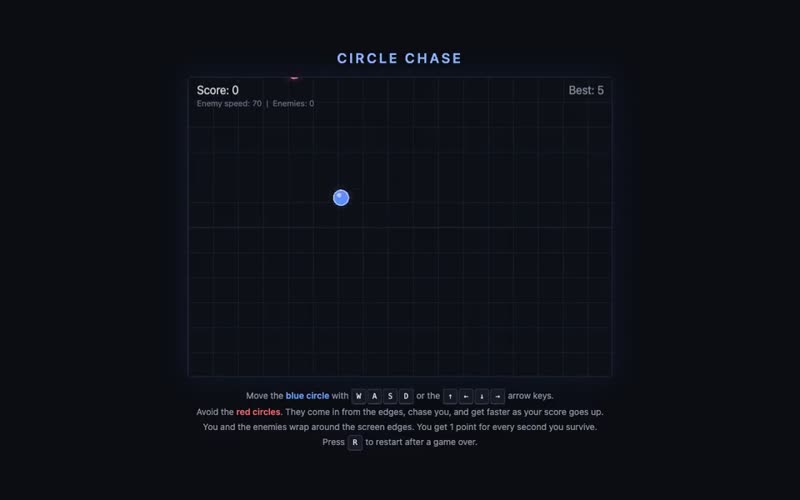 CIRCLE CHASE
Score: 0
Best: 5
Enemy speed: 70 | Enemies: 0
Move the blue circle with W A S D or the ↑ ← ↓ → arrow keys.
Avoid the red circles. They come in from the edges, chase you, and get faster as your score goes up.
You and the enemies wrap around the screen edges. You get 1 point for every second you survive.
Press R to restart after a game over.